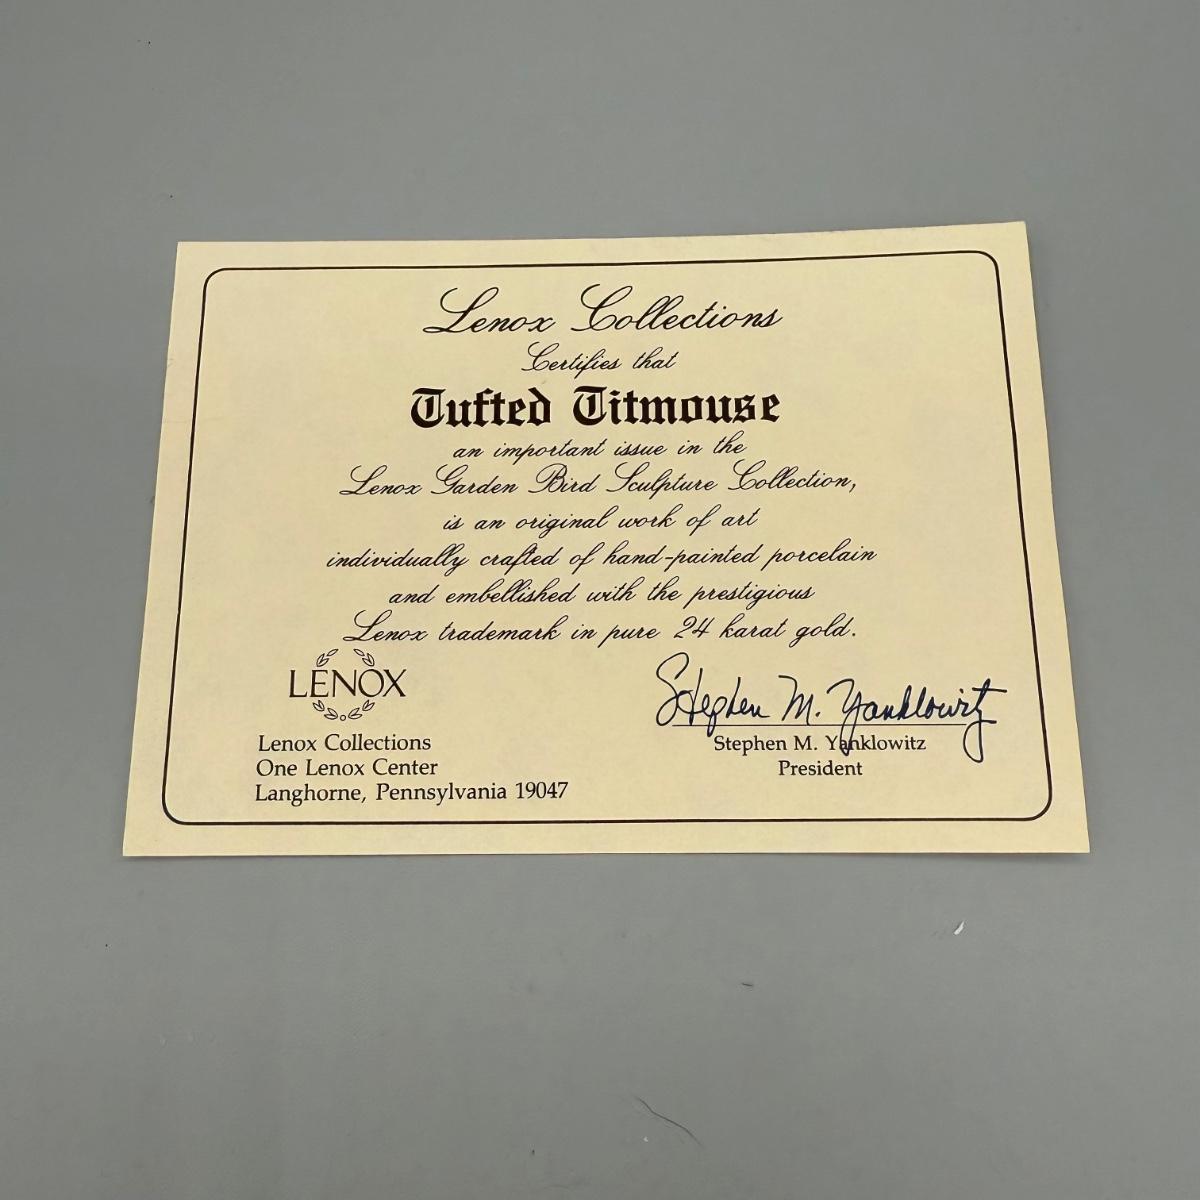 Lenox Collections
Certifies that
Tufted Titmouse
an important issue in the
Lenox Garden Bird Sculpture Collection,
is an original work of art
individually crafted of hand-painted porcelain
and embellished with the prestigious
Lenox trademark in pure 24 karat gold.
LENOX
Lenox Collections
One Lenox Center
Langhorne, Pennsylvania 19047
Stephen M. Yanklowitz
Stephen M. Yanklowitz
President